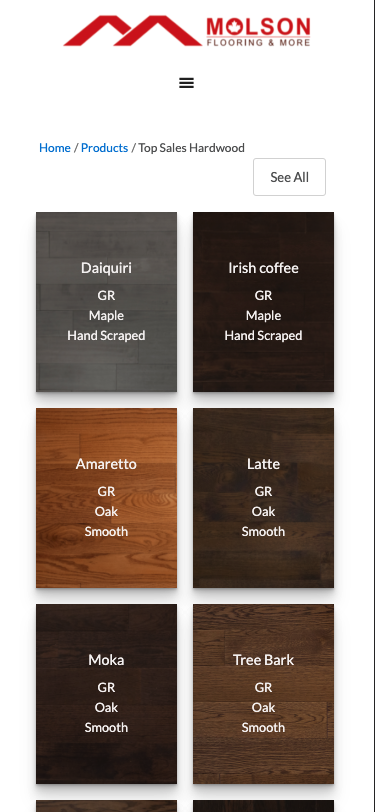 MOLSON
FLOORING & MORE
Home / Products / Top Sales Hardwood
See All
Daiquiri
GR
Maple
Hand Scraped
Irish coffee
GR
Maple
Hand Scraped
Amaretto
GR
Oak
Smooth
Latte
GR
Oak
Smooth
Moka
GR
Oak
Smooth
Tree Bark
GR
Oak
Smooth